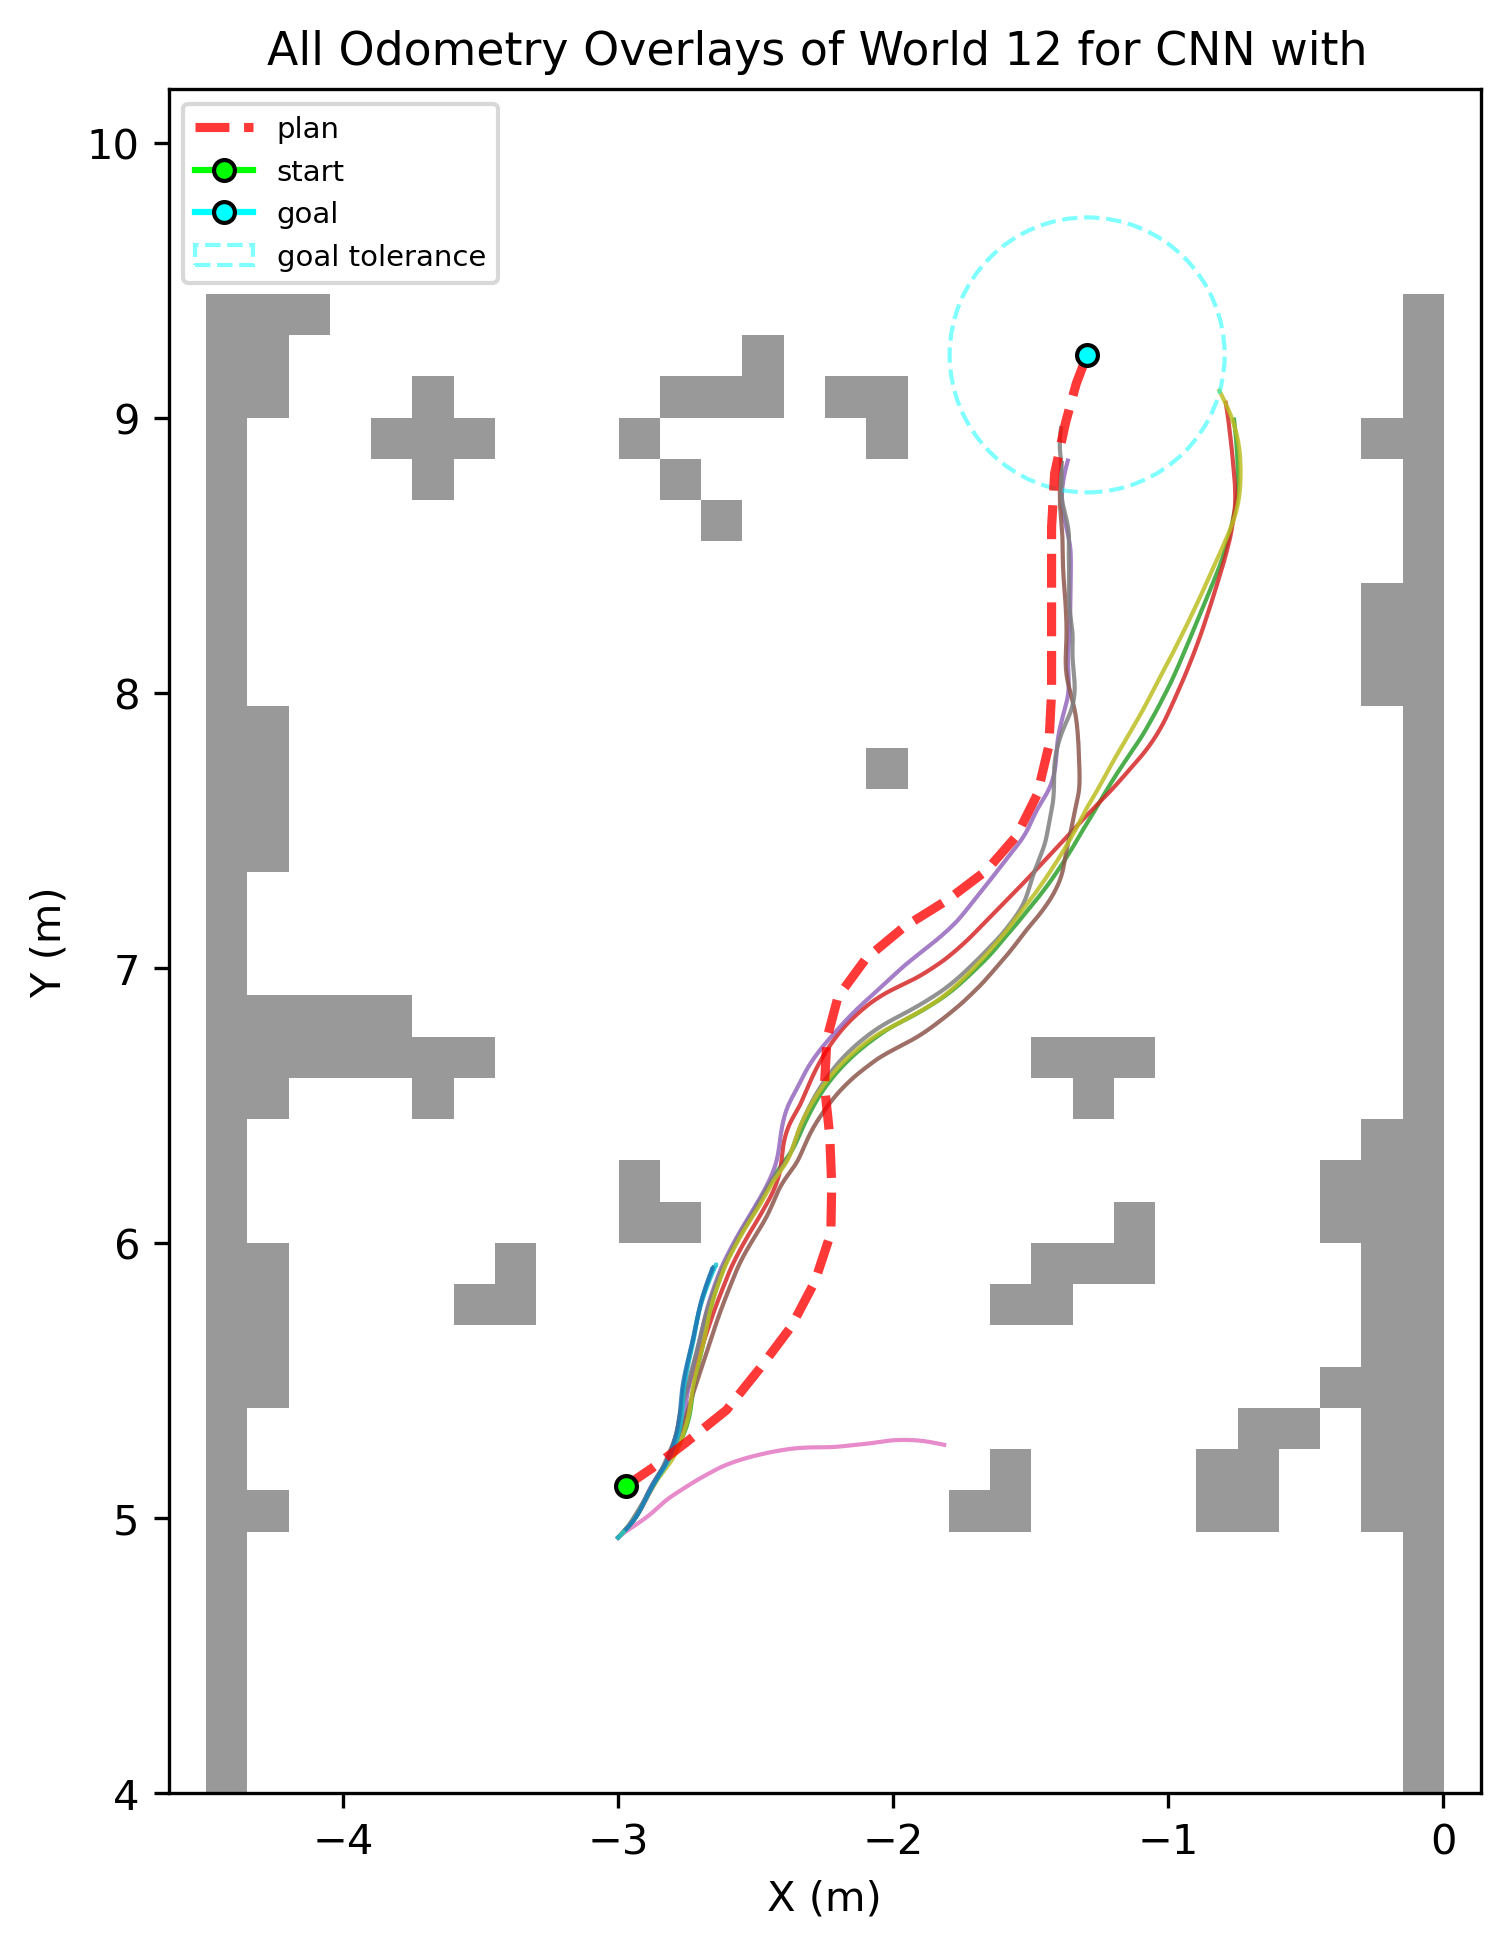 All Odometry Overlays of World 12 for CNN with
plan
start
goal
goal tolerance
10
9
8
7
6
5
4
Y (m)
−4
−3
−2
−1
0
X (m)